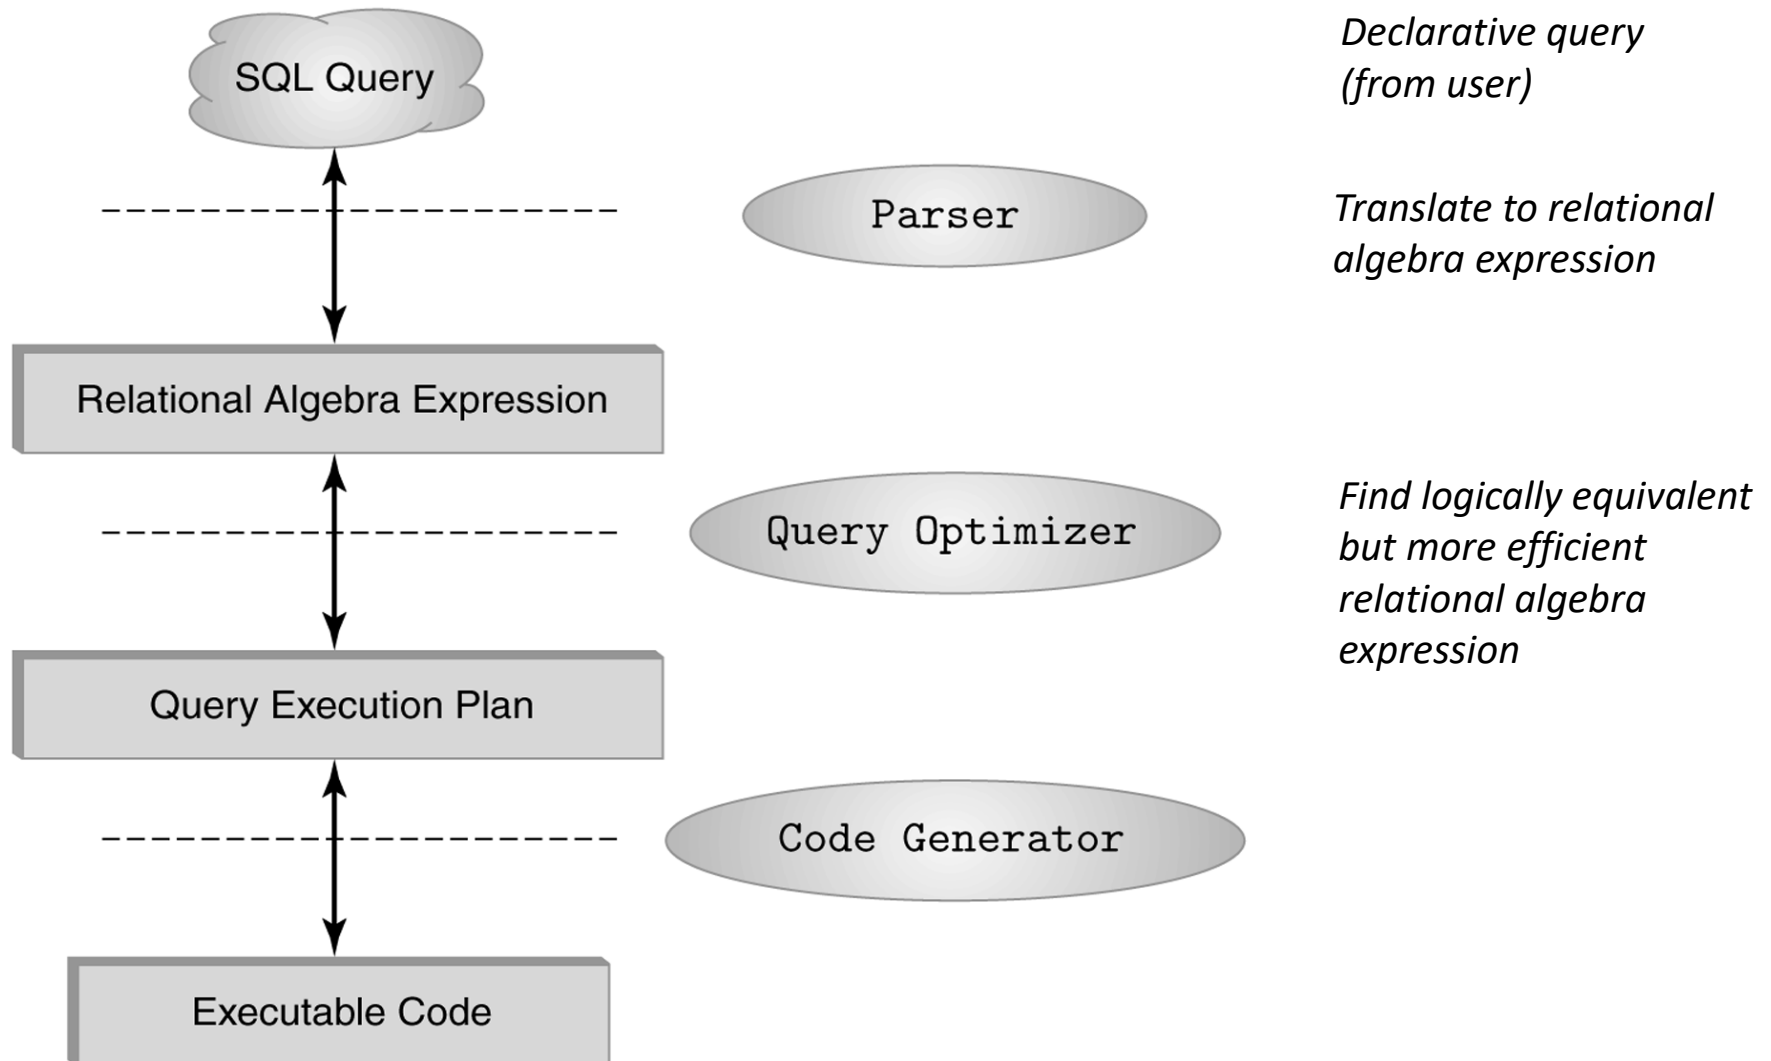 SQL Query
Declarative query
(from user)
Parser
Translate to relational
algebra expression
Relational Algebra Expression
Query Optimizer
Find logically equivalent
but more efficient
relational algebra
expression
Query Execution Plan
Code Generator
Executable Code